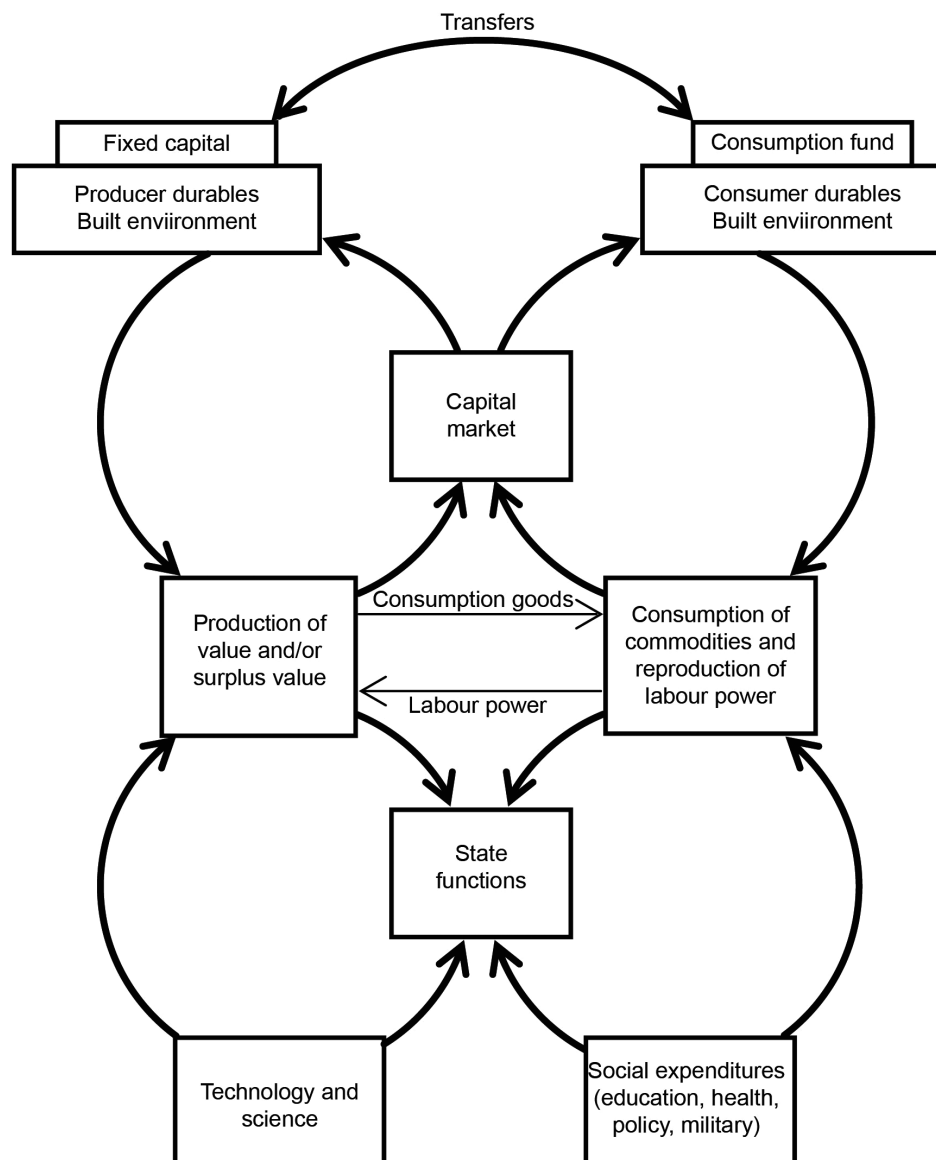 Transfers
Fixed capital
Consumption fund
Producer durables
Built enviironment
Consumer durables
Built enviironment
Capital
market
Consumption goods
Production of
value and/or
surplus value
Consumption of
commodities and
reproduction of
labour power
Labour power
State
functions
Technology and
science
Social expenditures
(education, health,
policy, military)